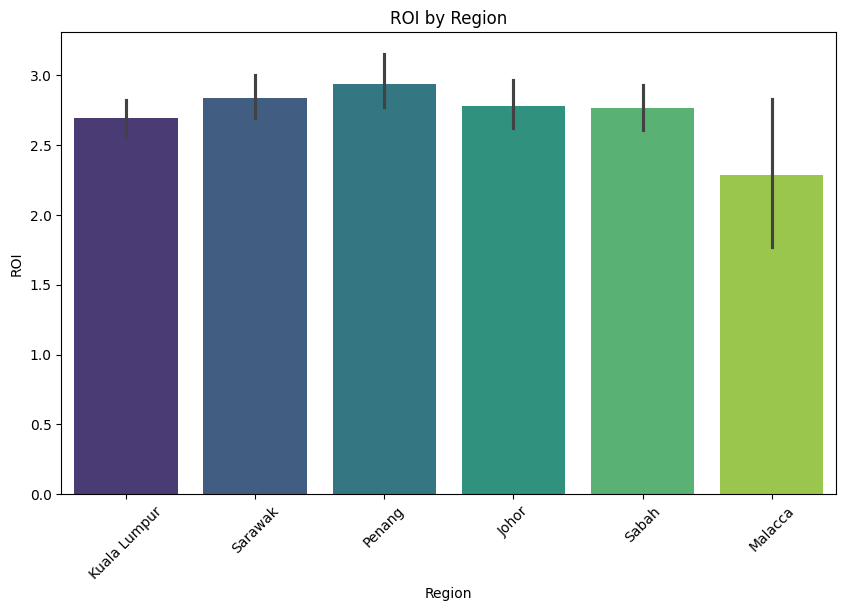 ROI by Region
ROI
3.0
2.5
2.0
1.5
1.0
0.5
0.0
Kuala Lumpur
Sarawak
Penang
Johor
Sabah
Malacca
Region